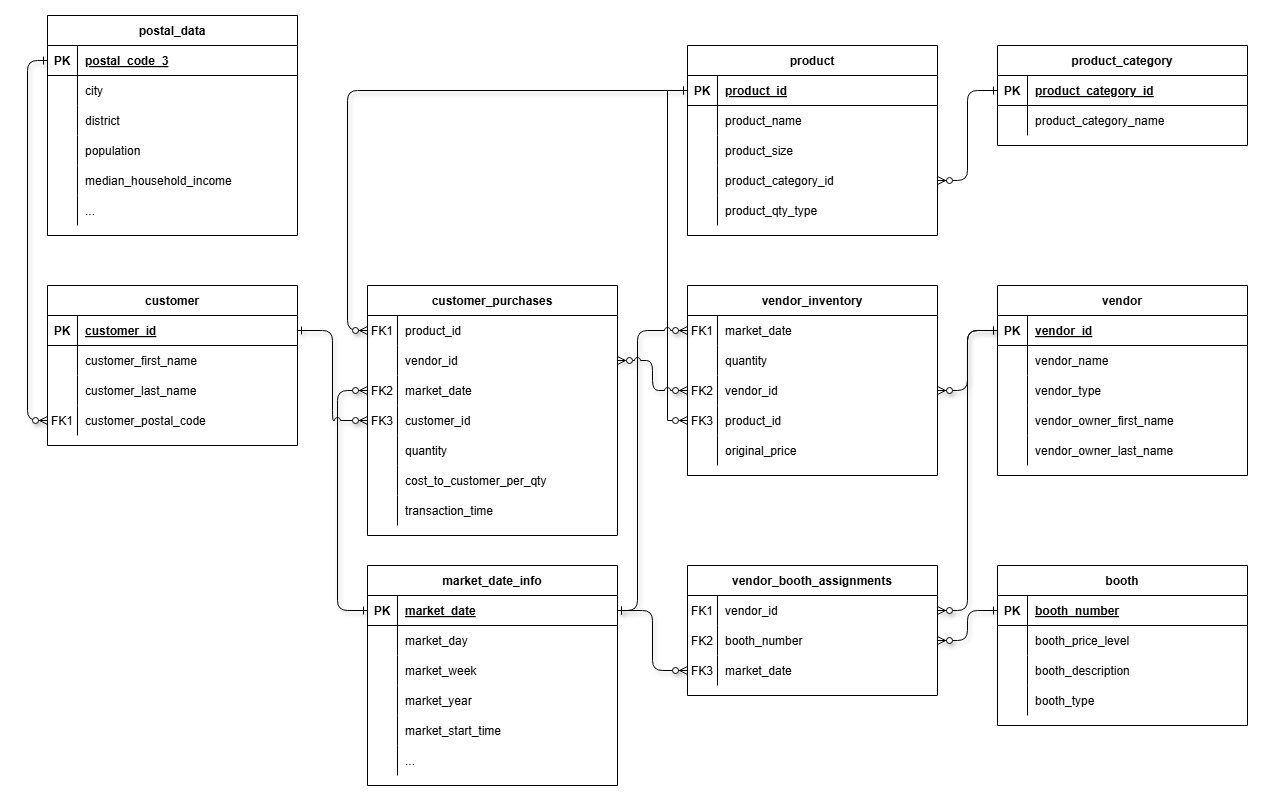 postal_data
PK postal_code_3
city
district
population
median_household_income
...
product
PK product_id
product_name
product_size
product_category_id
product_qty_type
product_category
PK product_category_id
product_category_name
customer
PK customer_id
customer_first_name
customer_last_name
FK1 customer_postal_code
customer_purchases
FK1 product_id
vendor_id
FK2 market_date
FK3 customer_id
quantity
cost_to_customer_per_qty
transaction_time
vendor_inventory
FK1 market_date
quantity
FK2 vendor_id
FK3 product_id
original_price
vendor
PK vendor_id
vendor_name
vendor_type
vendor_owner_first_name
vendor_owner_last_name
market_date_info
PK market_date
market_day
market_week
market_year
market_start_time
...
vendor_booth_assignments
FK1 vendor_id
FK2 booth_number
FK3 market_date
booth
PK booth_number
booth_price_level
booth_description
booth_type